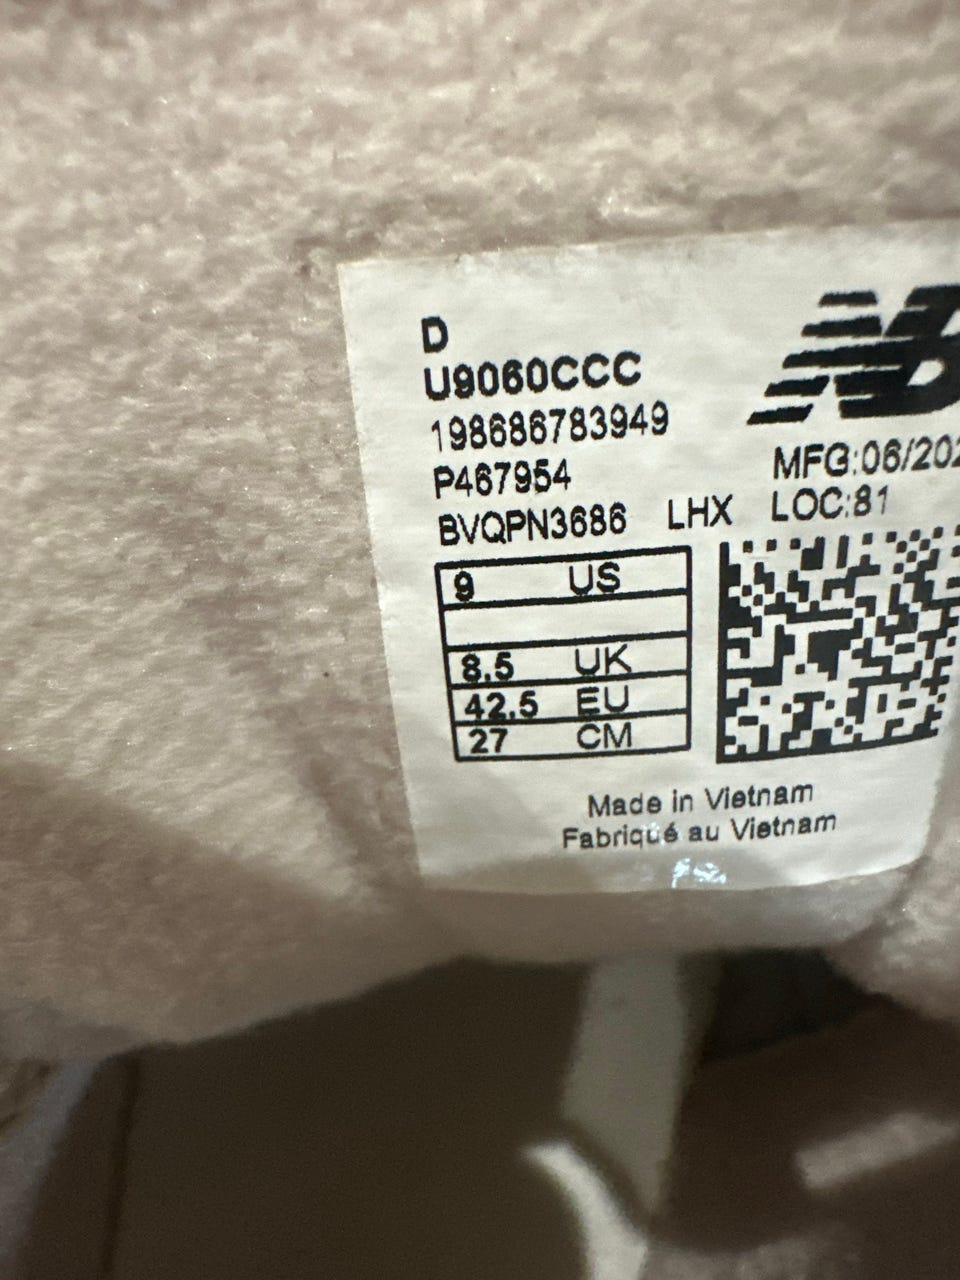 D
U9060CCC
198686783949
P467954
BVQPN3686 LHX
NB
MFG:06/202
LOC:81
9 US
8.5 UK
42.5 EU
27 CM
Made in Vietnam
Fabriqué au Vietnam